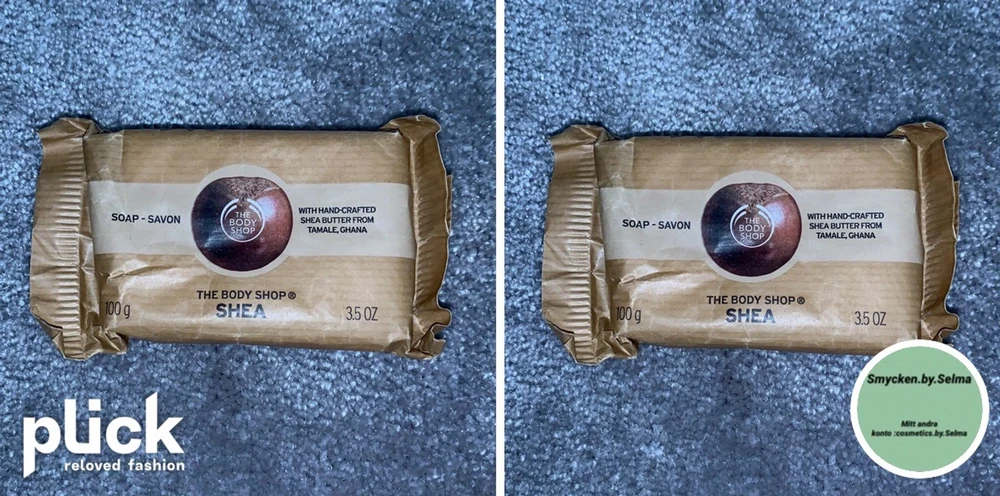 SOAP - SAVON
THE
BODY
SHOP
WITH HAND-CRAFTED
SHEA BUTTER FROM
TAMALE, GHANA
THE BODY SHOP®
SHEA
100 g
3.5 OZ
plick
reloved fashion
SOAP - SAVON
THE
BODY
SHOP
WITH HAND-CRAFTED
SHEA BUTTER FROM
TAMALE, GHANA
THE BODY SHOP®
SHEA
100 g
3.5 OZ
Smycken.by.Selma
Mitt andra
konto :cosmetics.by.Selma